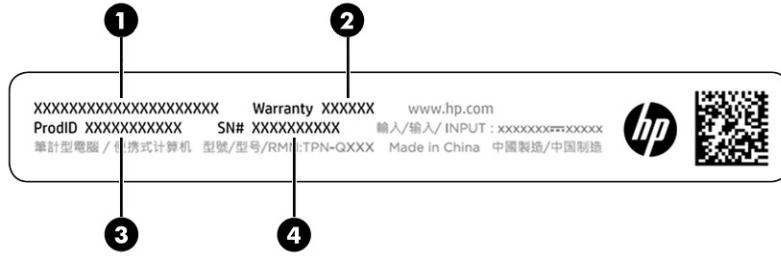 1 2
XXXXXXXXXXXXXXXXXXXXX Warranty XXXXXX www.hp.com
ProdID XXXXXXXXXXX SN# XXXXXXXXXX 輸入/输入/ INPUT : XXXXXXX⎓XXXXX hp
筆計型電腦 / 便携式计算机 型號/型号/RMN:TPN-QXXX Made in China 中國製造/中国制造
3 4